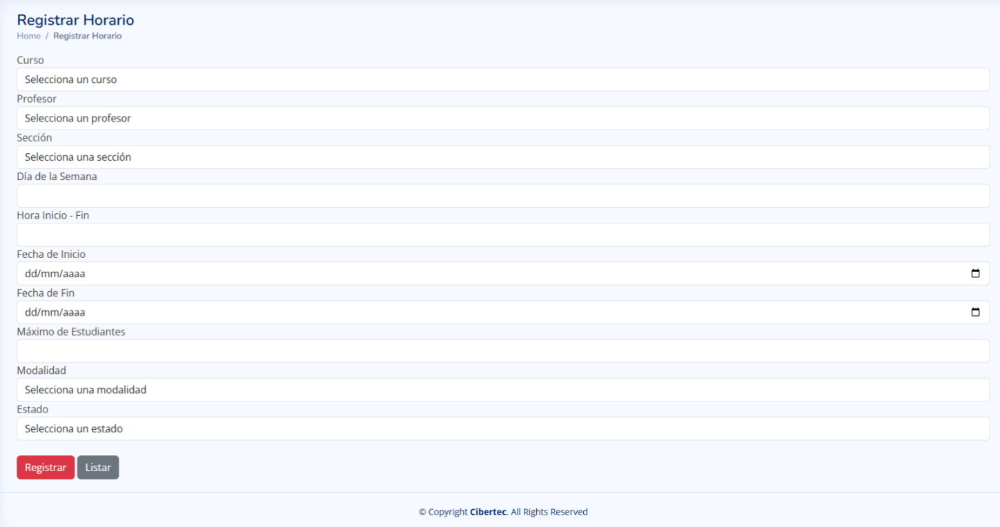 Registrar Horario
Home / Registrar Horario
Curso
Selecciona un curso
Profesor
Selecciona un profesor
Sección
Selecciona una sección
Día de la Semana
Hora Inicio - Fin
Fecha de Inicio
dd/mm/aaaa
Fecha de Fin
dd/mm/aaaa
Máximo de Estudiantes
Modalidad
Selecciona una modalidad
Estado
Selecciona un estado
Registrar Listar
© Copyright Cibertec. All Rights Reserved